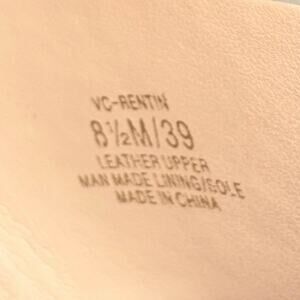 VC-RENTIN
8½M/39
LEATHER UPPER
MAN MADE LINING/SOLE
MADE IN CHINA